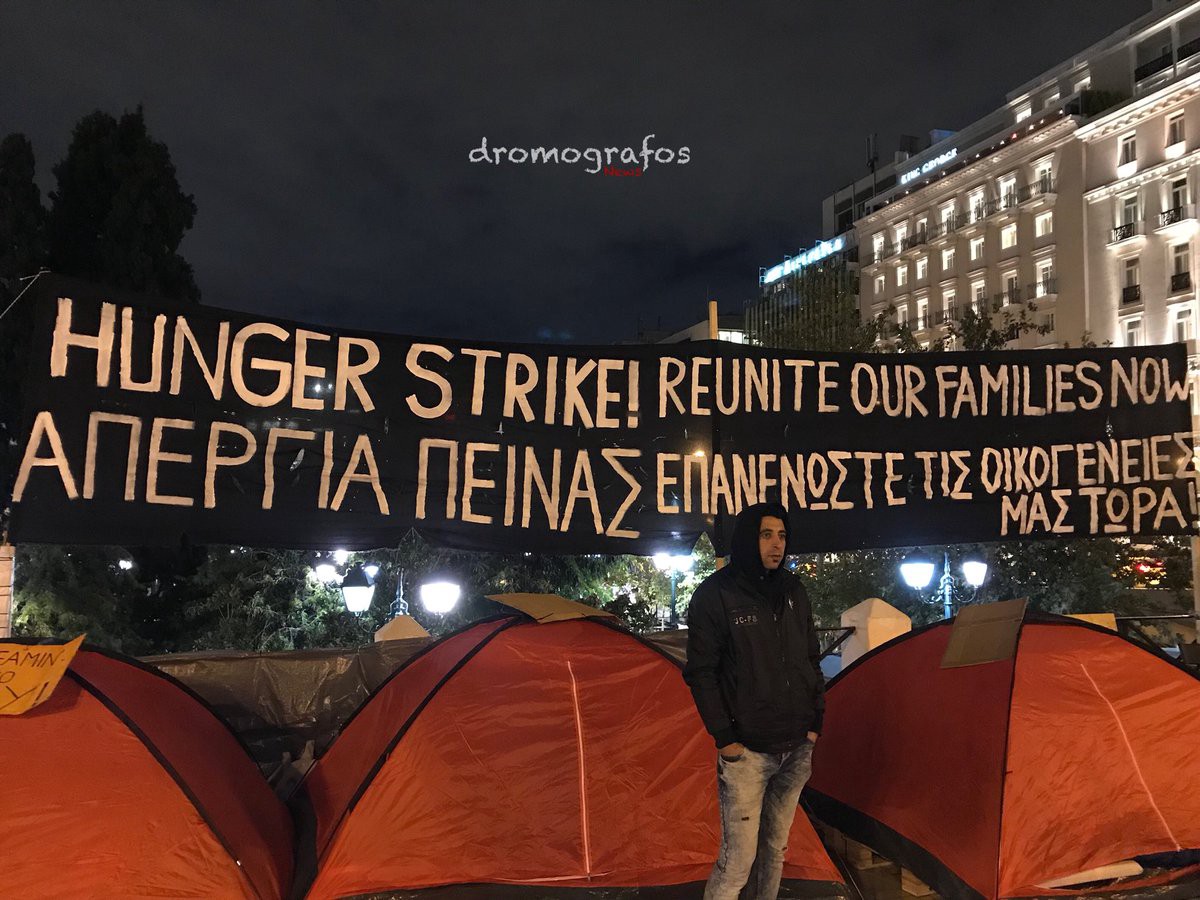 dromografos
News
KING GEORGE
HUNGER STRIKE! REUNITE OUR FAMILIES NOW
ΑΠΕΡΓΙΑ ΠΕΙΝΑΣ ΕΠΑΝΕΝΩΣΤΕ ΤΙΣ ΟΙΚΟΓΕΝΕΙΕΣ
ΜΑΣ ΤΩΡΑ!